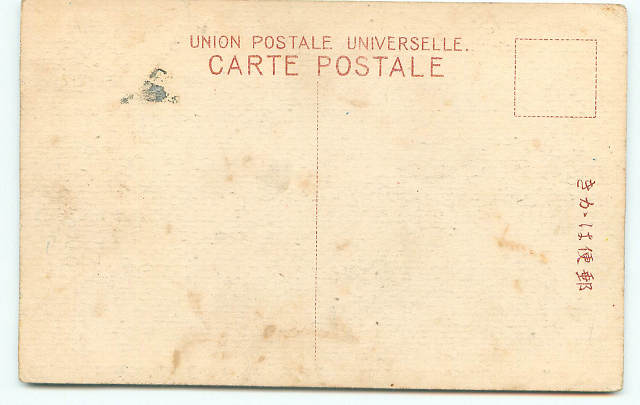 UNION POSTALE UNIVERSELLE.
CARTE POSTALE
きかは便郵